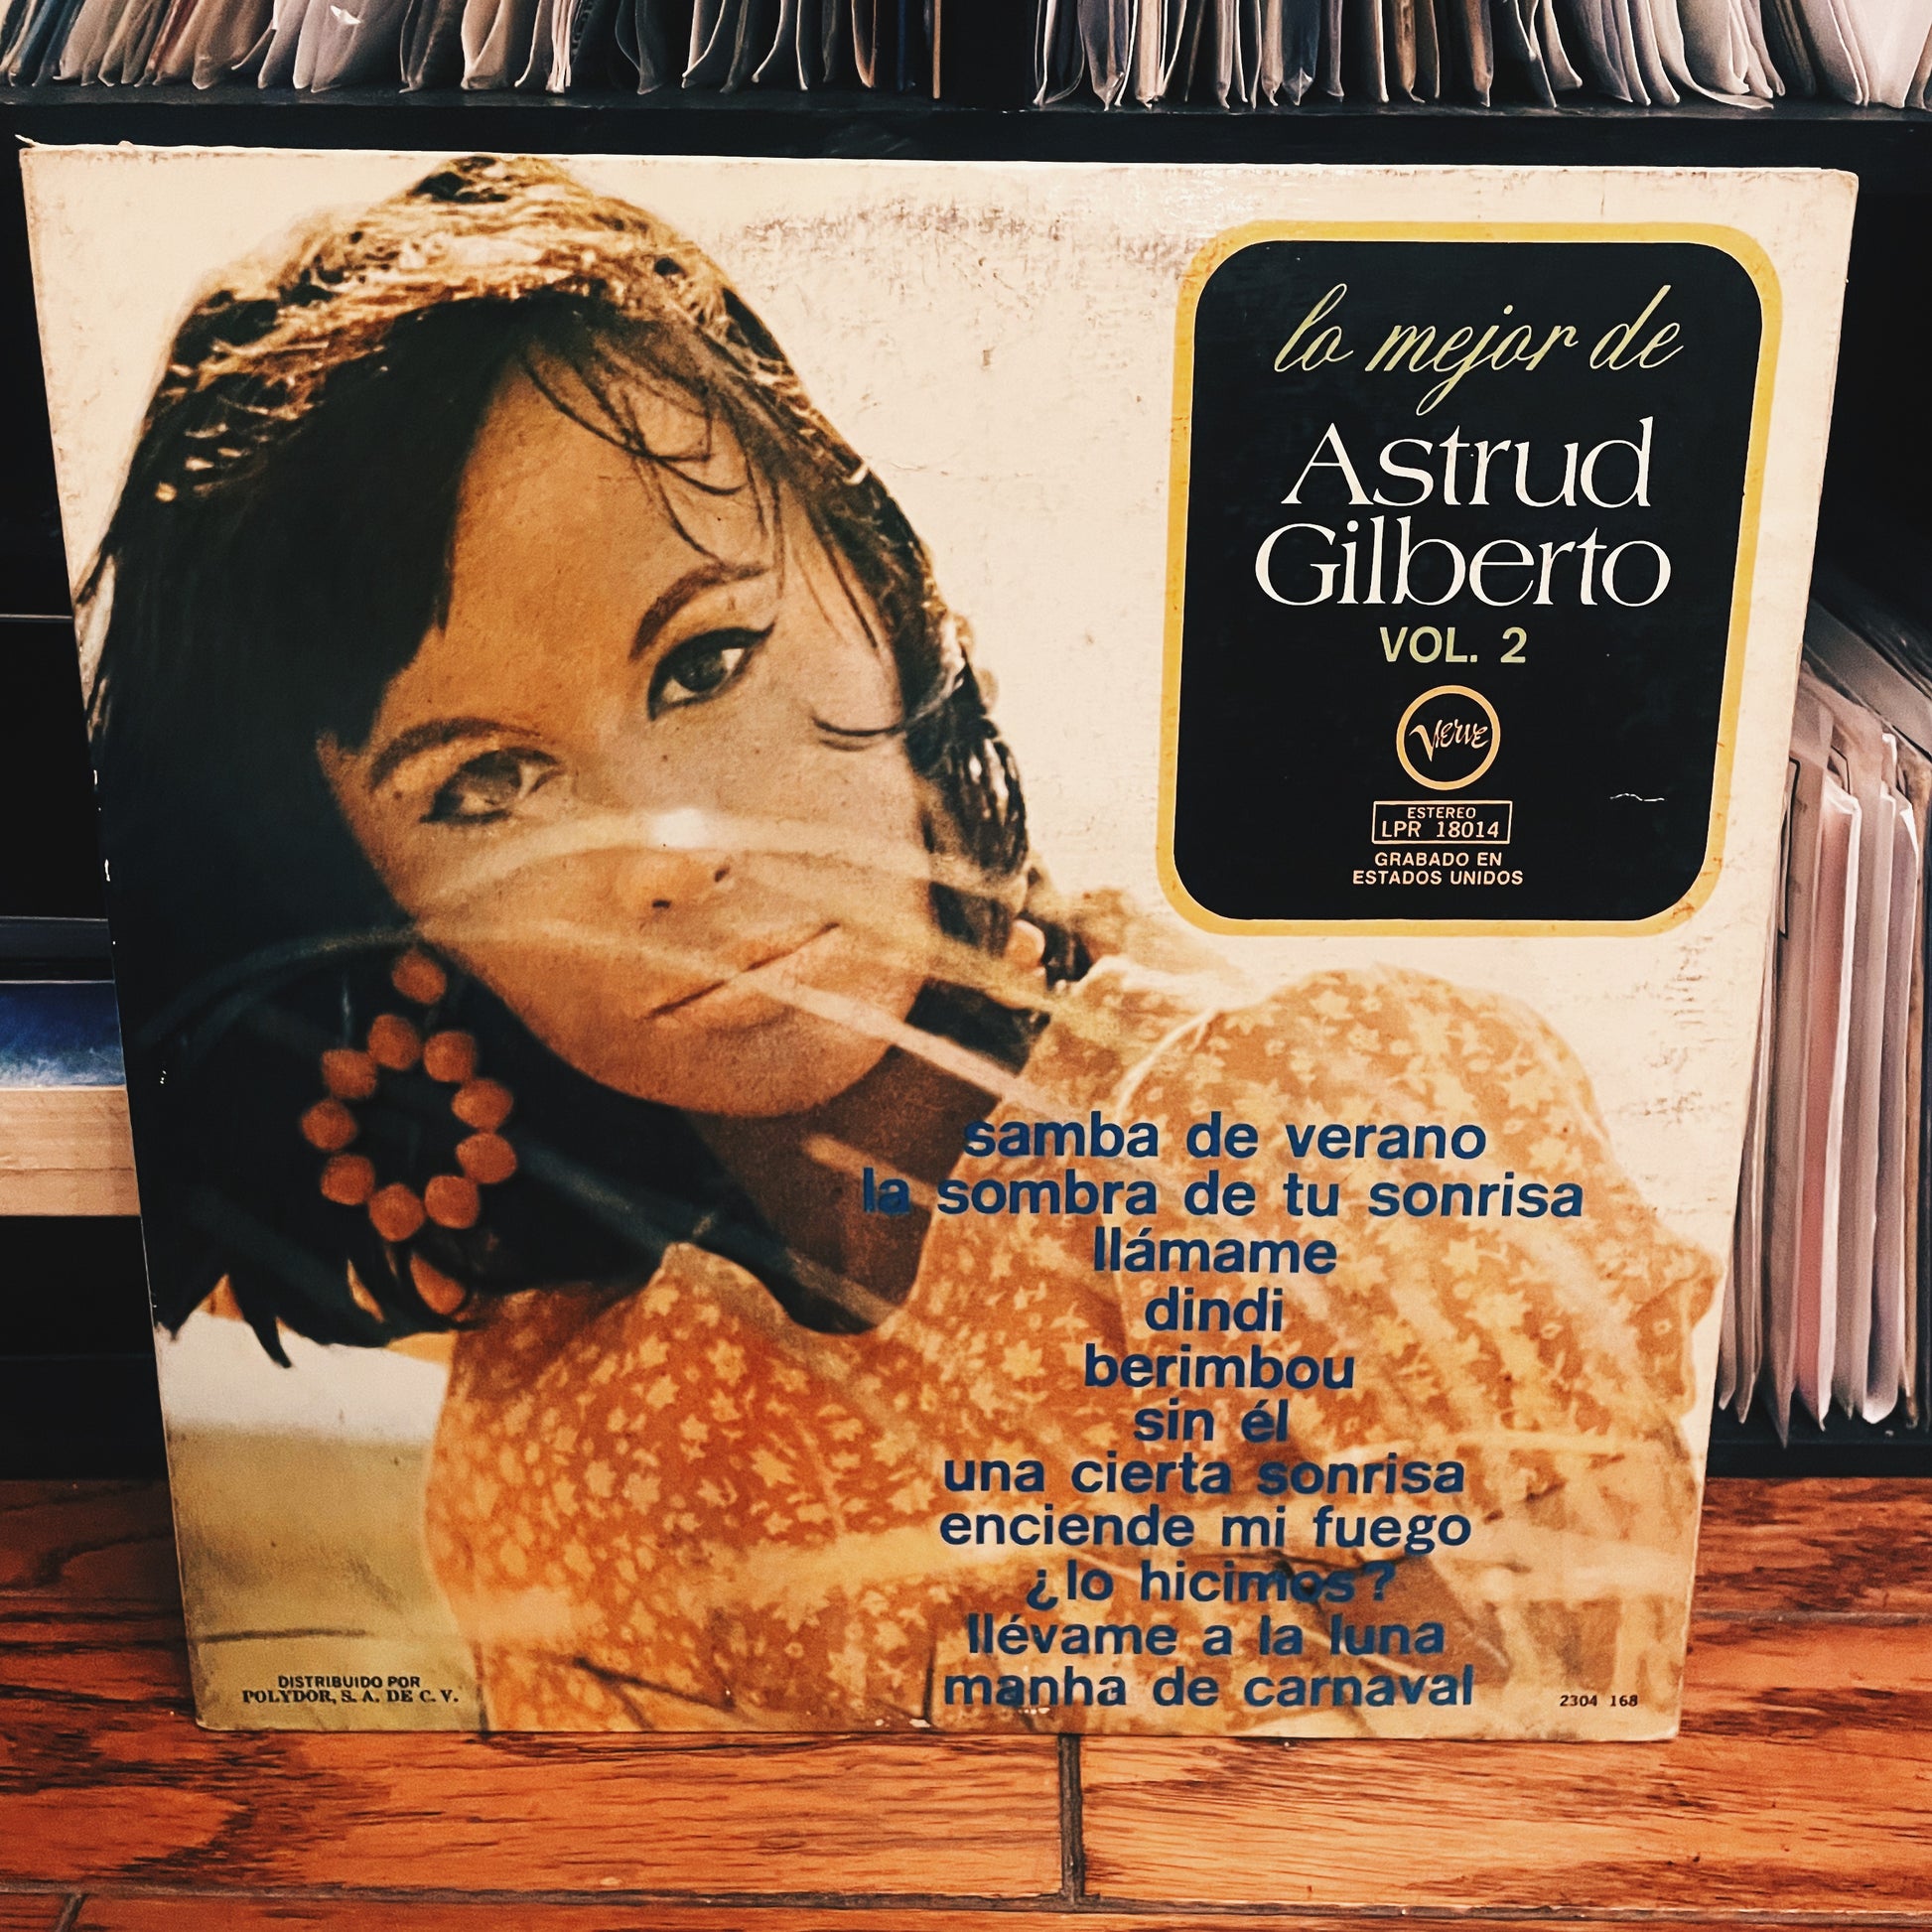 lo mejor de
Astrud
Gilberto
VOL. 2
Verve
ESTEREO
LPR 18014
GRABADO EN
ESTADOS UNIDOS
samba de verano
la sombra de tu sonrisa
llámame
dindi
berimbou
sin él
una cierta sonrisa
enciende mi fuego
¿lo hicimos?
llévame a la luna
manha de carnaval
DISTRIBUIDO POR
POLYDOR, S. A. DE C. V.
2304 168